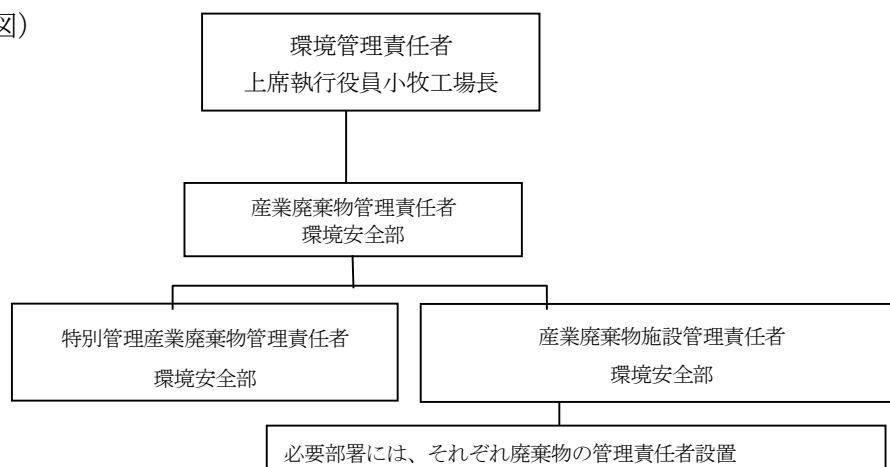 図)
環境管理責任者
上席執行役員小牧工場長
産業廃棄物管理責任者
環境安全部
特別管理産業廃棄物管理責任者
環境安全部
産業廃棄物施設管理責任者
環境安全部
必要部署には、それぞれ廃棄物の管理責任者設置